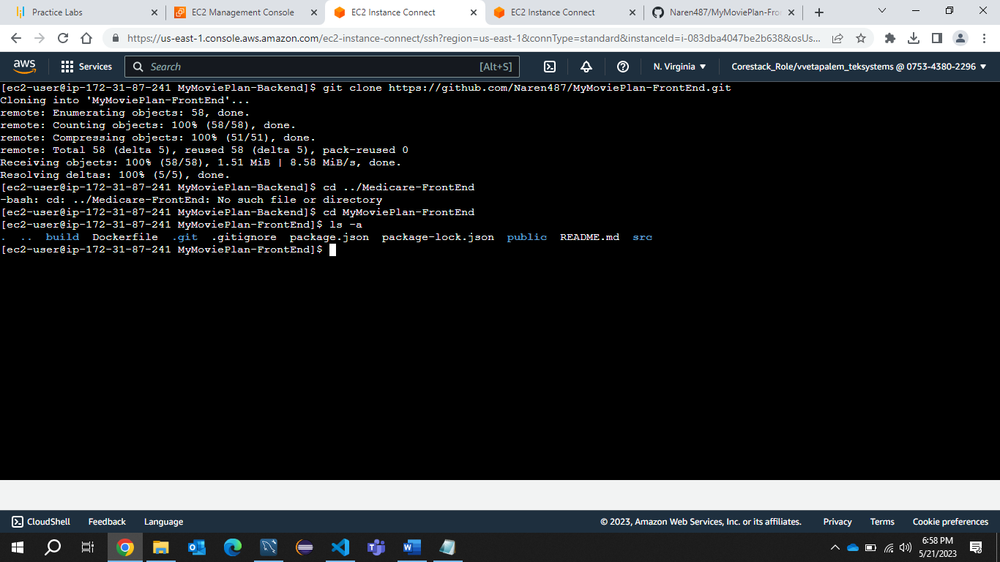 Practice Labs
EC2 Management Console
EC2 Instance Connect
EC2 Instance Connect
Naren487/MyMoviePlan-Fro
https://us-east-1.console.aws.amazon.com/ec2-instance-connect/ssh?region=us-east-1&connType=standard&instanceId=i-083dba4047be2b638&osUs...
aws Services Search [Alt+S] N. Virginia Corestack_Role/vvetapalem_teksystems @ 0753-4380-2296
[ec2-user@ip-172-31-87-241 MyMoviePlan-Backend]$ git clone https://github.com/Naren487/MyMoviePlan-FrontEnd.git
Cloning into 'MyMoviePlan-FrontEnd'...
remote: Enumerating objects: 58, done.
remote: Counting objects: 100% (58/58), done.
remote: Compressing objects: 100% (51/51), done.
remote: Total 58 (delta 5), reused 58 (delta 5), pack-reused 0
Receiving objects: 100% (58/58), 1.51 MiB | 8.58 MiB/s, done.
Resolving deltas: 100% (5/5), done.
[ec2-user@ip-172-31-87-241 MyMoviePlan-Backend]$ cd ../Medicare-FrontEnd
-bash: cd: ../Medicare-FrontEnd: No such file or directory
[ec2-user@ip-172-31-87-241 MyMoviePlan-Backend]$ cd MyMoviePlan-FrontEnd
[ec2-user@ip-172-31-87-241 MyMoviePlan-FrontEnd]$ ls -a
.  ..  build  Dockerfile  .git  .gitignore  package.json  package-lock.json  public  README.md  src
[ec2-user@ip-172-31-87-241 MyMoviePlan-FrontEnd]$
CloudShell Feedback Language © 2023, Amazon Web Services, Inc. or its affiliates. Privacy Terms Cookie preferences
6:58 PM
5/21/2023